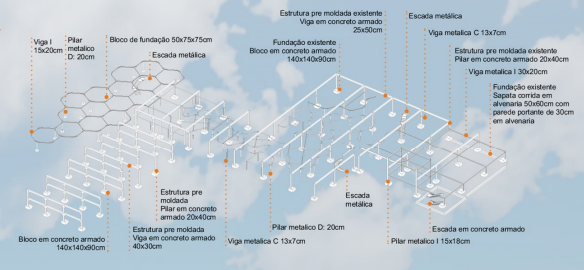 Viga I
15x20cm
Pilar
metalico
D: 20cm
Bloco de fundação 50x75x75cm
Escada metálica
Estrutura pre moldada existente
Viga em concreto armado
25x50cm
Fundação existente
Bloco em concreto armado
140x140x90cm
Escada metálica
Viga metalica C 13x7cm
Estrutura pre moldada existente
Pilar em concreto armado 20x40cm
Viga metalica I 30x20cm
Fundação existente
Sapata corrida em
alvenaria 50x60cm com
parede portante de 30cm
em alvenaria
Bloco em concreto armado
140x140x90cm
Estrutura pre
moldada
Viga em concreto armado
40x30cm
Estrutura pre
moldada
Pilar em concreto
armado 20x40cm
Viga metalica C 13x7cm
Pilar metalico D: 20cm
Escada
metálica
Pilar metalico I 15x18cm
Escada em concreto armado